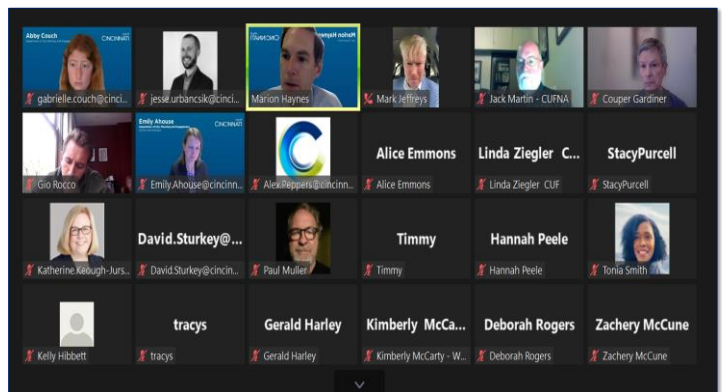 Abby Couch
CINCINNATI
gabrielle.couch@cinci...
jesse.urbancsik@cinci...
Marion Haynes
Mark Jeffreys
Jack Martin - CUFNA
Couper Gardiner
Gio Rocco
Emily Ahouse
CINCINNATI
Emily.Ahouse@cincinn...
Alex.Peppers@cincinn...
Alice Emmons
Alice Emmons
Linda Ziegler C...
Linda Ziegler CUF
StacyPurcell
StacyPurcell
Katherine Keough-Jurs...
David.Sturkey@...
David.Sturkey@cincin...
Paul Muller
Timmy
Timmy
Hannah Peele
Hannah Peele
Tonia Smith
Kelly Hibbett
tracys
tracys
Gerald Harley
Gerald Harley
Kimberly McCa...
Kimberly McCarty - W...
Deborah Rogers
Deborah Rogers
Zachery McCune
Zachery McCune